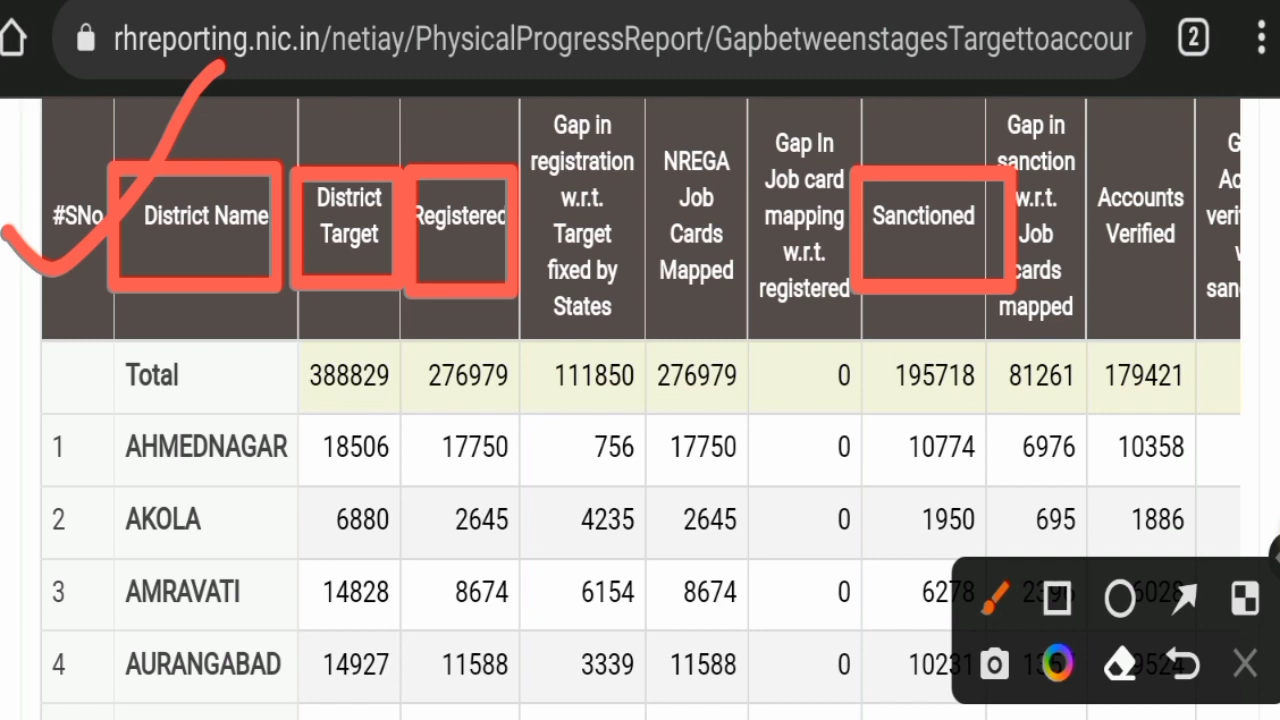 rhreporting.nic.in/netiay/PhysicalProgressReport/GapbetweenstagesTargettoaccour
2
#SNo District Name District Target Registered Gap in registration w.r.t. Target fixed by States NREGA Job Cards Mapped Gap In Job card mapping w.r.t. registered Sanctioned Gap in sanction w.r.t. Job cards mapped Accounts Verified
Total 388829 276979 111850 276979 0 195718 81261 179421
1 AHMEDNAGAR 18506 17750 756 17750 0 10774 6976 10358
2 AKOLA 6880 2645 4235 2645 0 1950 695 1886
3 AMRAVATI 14828 8674 6154 8674 0 6278
4 AURANGABAD 14927 11588 3339 11588 0 10231